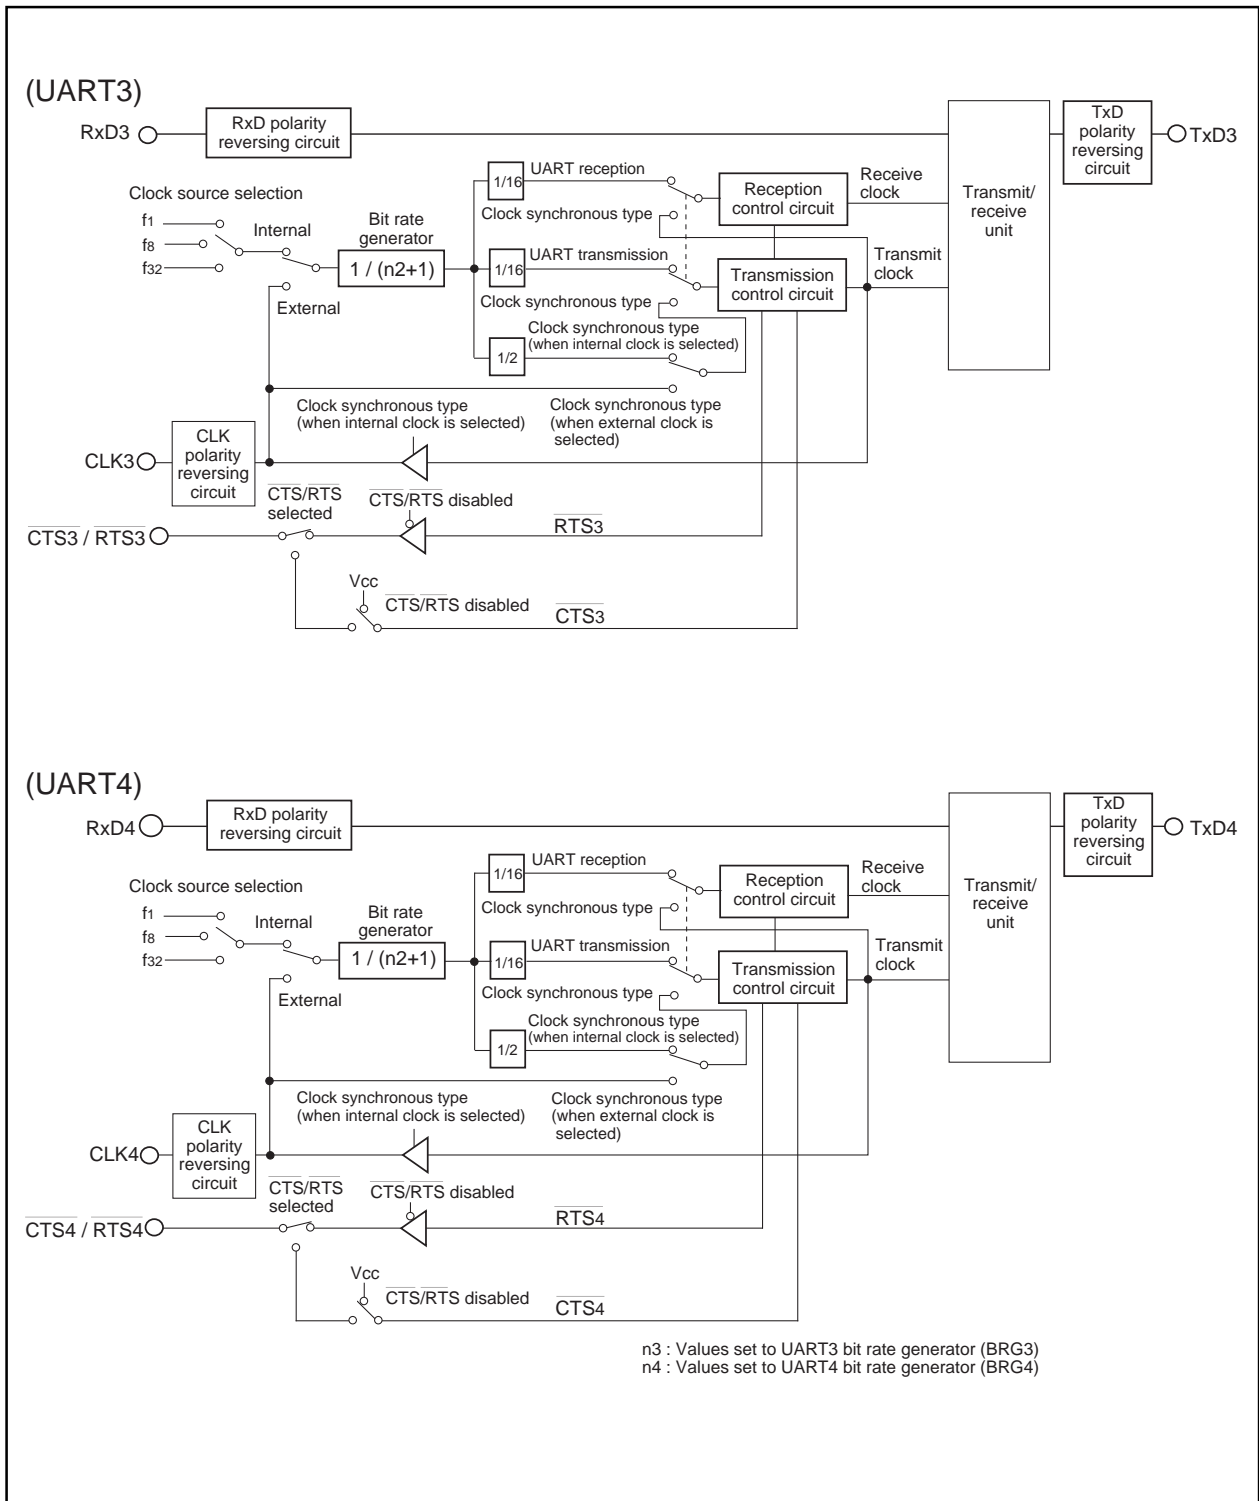 (UART3)
RxD3
RxD polarity
reversing circuit
TxD
polarity
reversing
circuit
TxD3
Clock source selection
f1
f8
f32
Internal
External
Bit rate
generator
1 / (n2+1)
1/16
UART reception
Clock synchronous type
1/16
UART transmission
Clock synchronous type
Clock synchronous type
(when internal clock is selected)
1/2
Reception
control circuit
Receive
clock
Transmission
control circuit
Transmit
clock
Transmit/
receive
unit
Clock synchronous type
(when internal clock is selected)
Clock synchronous type
(when external clock is
selected)
CLK3
CLK
polarity
reversing
circuit
CTS/RTS
selected
CTS/RTS disabled
CTS3 / RTS3
RTS3
Vcc
CTS/RTS disabled
CTS3
(UART4)
RxD4
RxD polarity
reversing circuit
TxD
polarity
reversing
circuit
TxD4
Clock source selection
f1
f8
f32
Internal
External
Bit rate
generator
1 / (n2+1)
1/16
UART reception
Clock synchronous type
1/16
UART transmission
Clock synchronous type
Clock synchronous type
(when internal clock is selected)
1/2
Reception
control circuit
Receive
clock
Transmission
control circuit
Transmit
clock
Transmit/
receive
unit
Clock synchronous type
(when internal clock is selected)
Clock synchronous type
(when external clock is
selected)
CLK4
CLK
polarity
reversing
circuit
CTS/RTS
selected
CTS/RTS disabled
CTS4 / RTS4
RTS4
Vcc
CTS/RTS disabled
CTS4
n3 : Values set to UART3 bit rate generator (BRG3)
n4 : Values set to UART4 bit rate generator (BRG4)